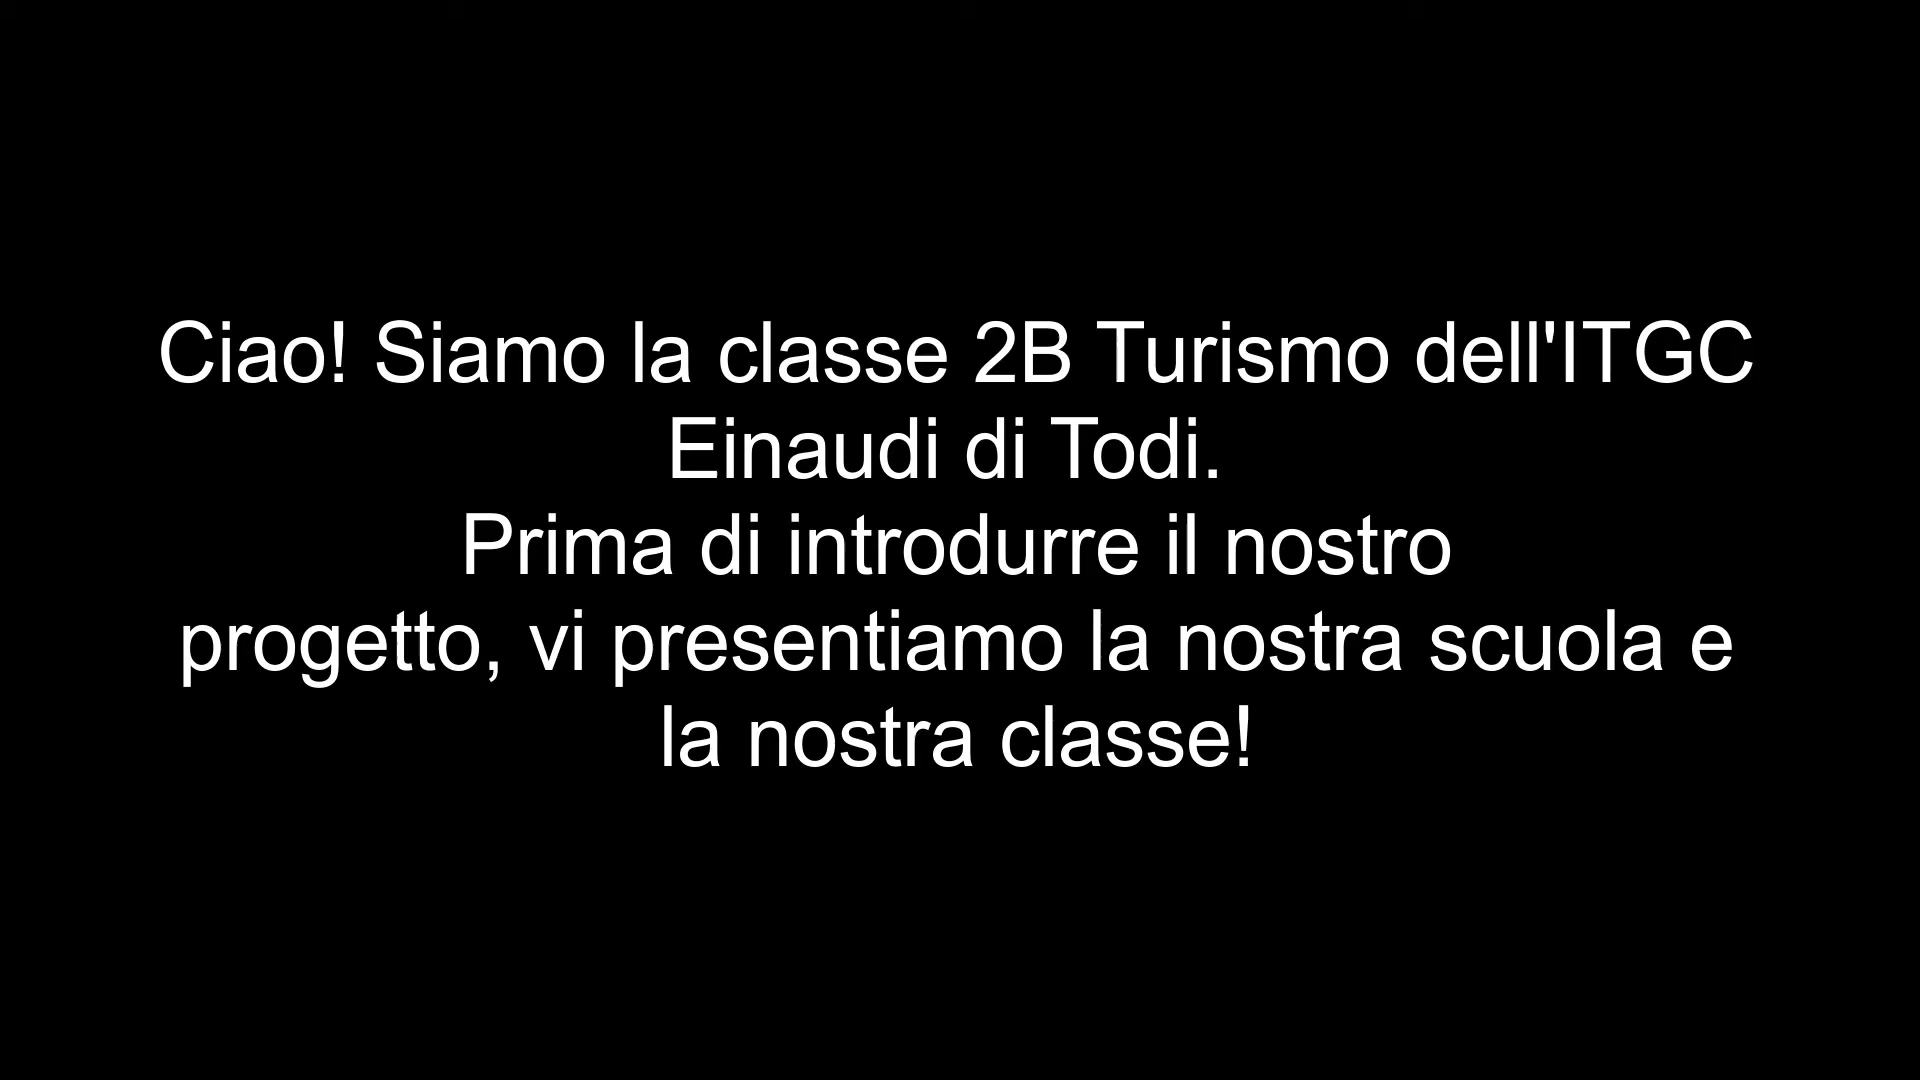 Ciao! Siamo la classe 2B Turismo dell'ITGC
Einaudi di Todi.
Prima di introdurre il nostro
progetto, vi presentiamo la nostra scuola e
la nostra classe!